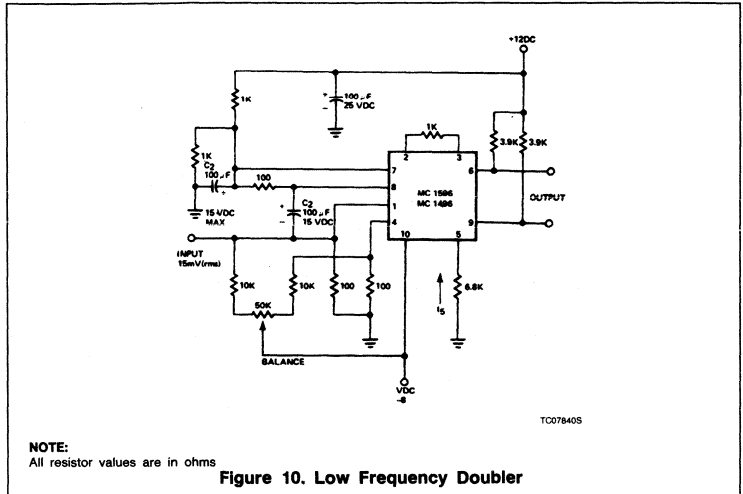 +12DC
1K
+
−
100 μF
25 VDC
1K
2
3
3.9K
3.9K
1K
C2
100 μF
+
100
7
8
1
4
10
MC 1596
MC 1496
6
9
5
OUTPUT
15 VDC
MAX
+
−
C2
100 μF
15 VDC
INPUT
15mV(rms)
10K
50K
10K
100
100
I5
6.8K
BALANCE
VDC
-8
TC07840S
NOTE:
All resistor values are in ohms
Figure 10. Low Frequency Doubler